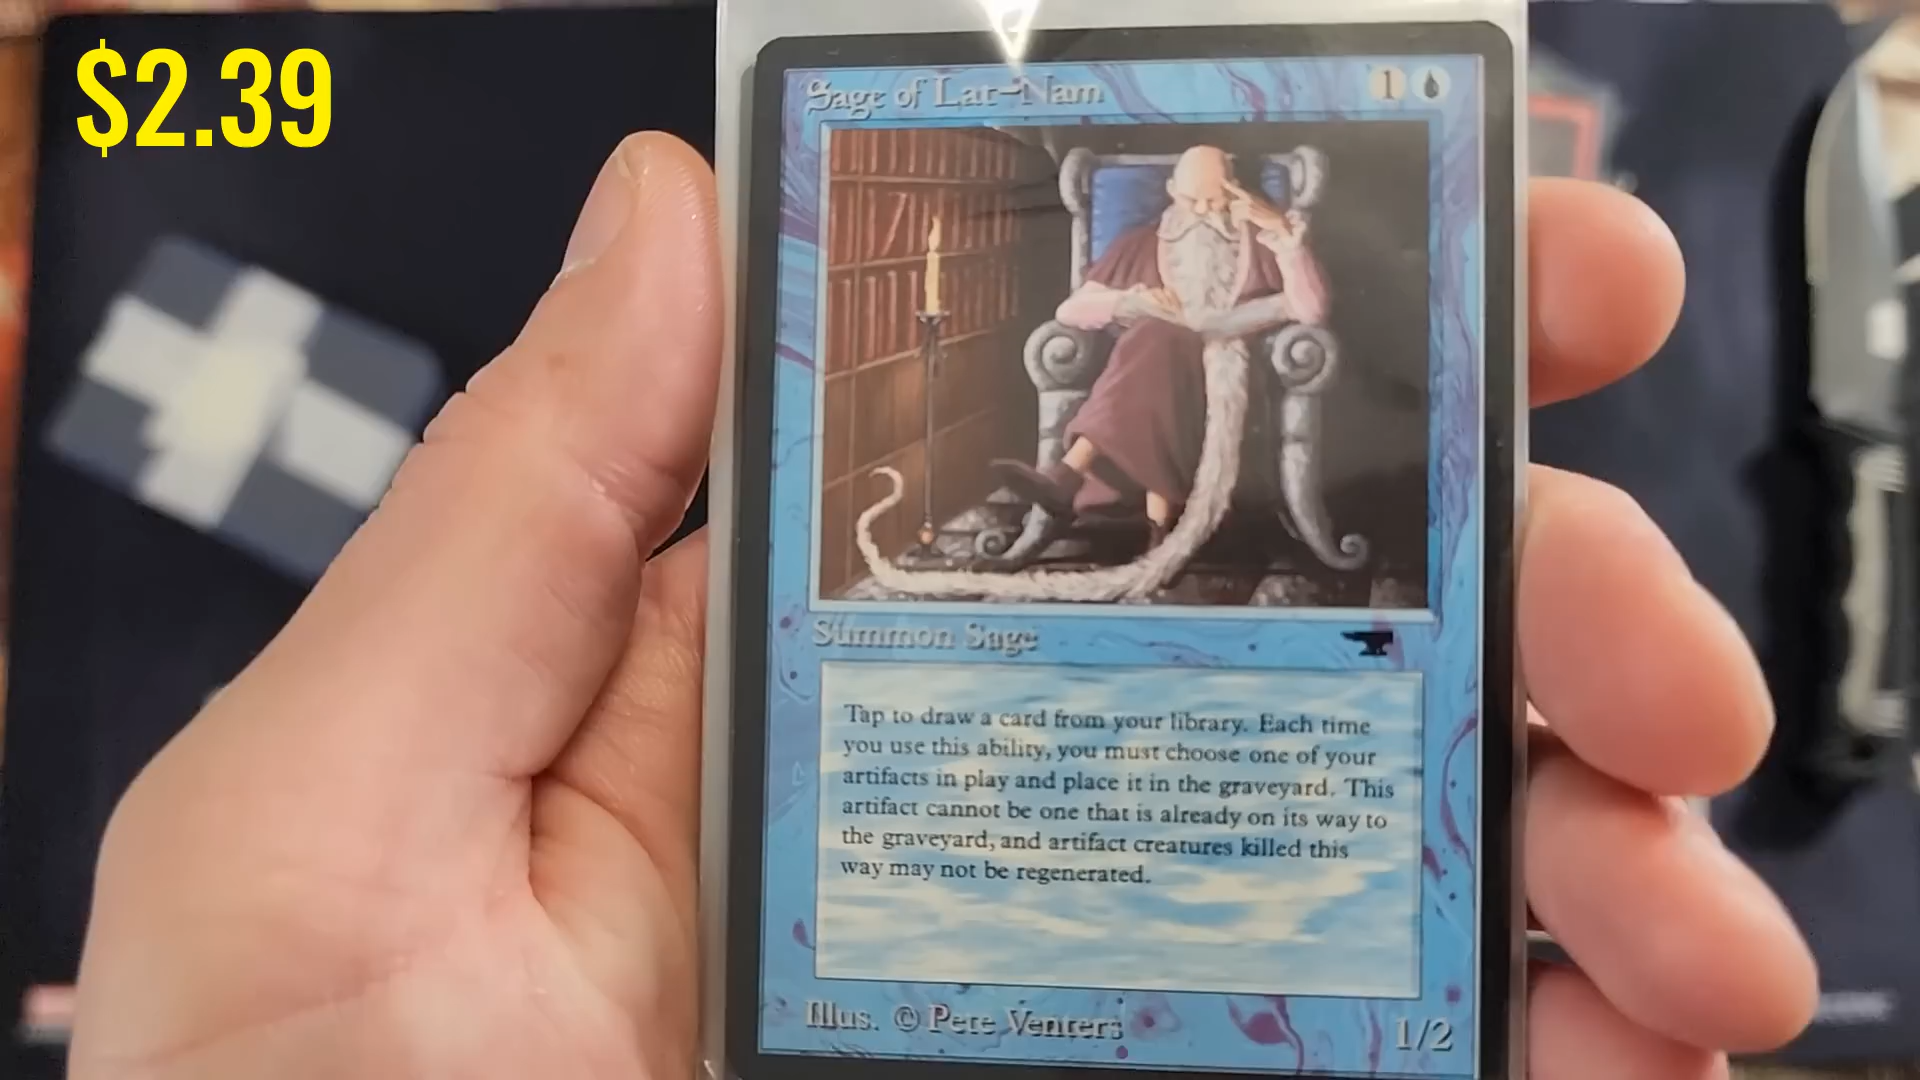 $2.39
Sage of Lat-Nam
1
Summon Sage
Tap to draw a card from your library. Each time
you use this ability, you must choose one of your
artifacts in play and place it in the graveyard. This
artifact cannot be one that is already on its way to
the graveyard, and artifact creatures killed this
way may not be regenerated.
Illus. © Pete Venters
1/2